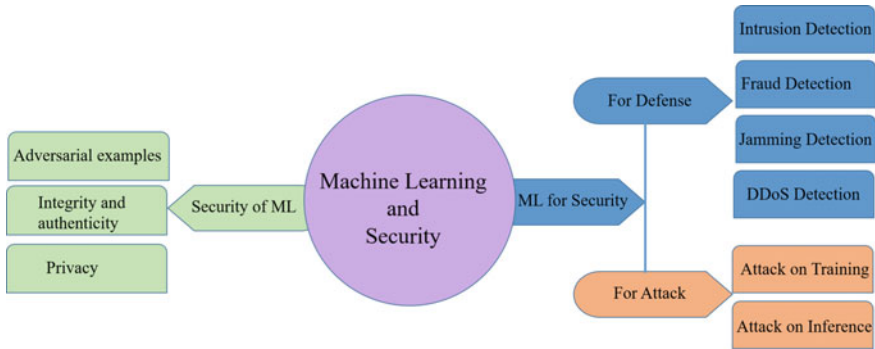 Machine Learning
and
Security
Security of ML
Adversarial examples
Integrity and
authenticity
Privacy
ML for Security
For Defense
Intrusion Detection
Fraud Detection
Jamming Detection
DDoS Detection
For Attack
Attack on Training
Attack on Inference